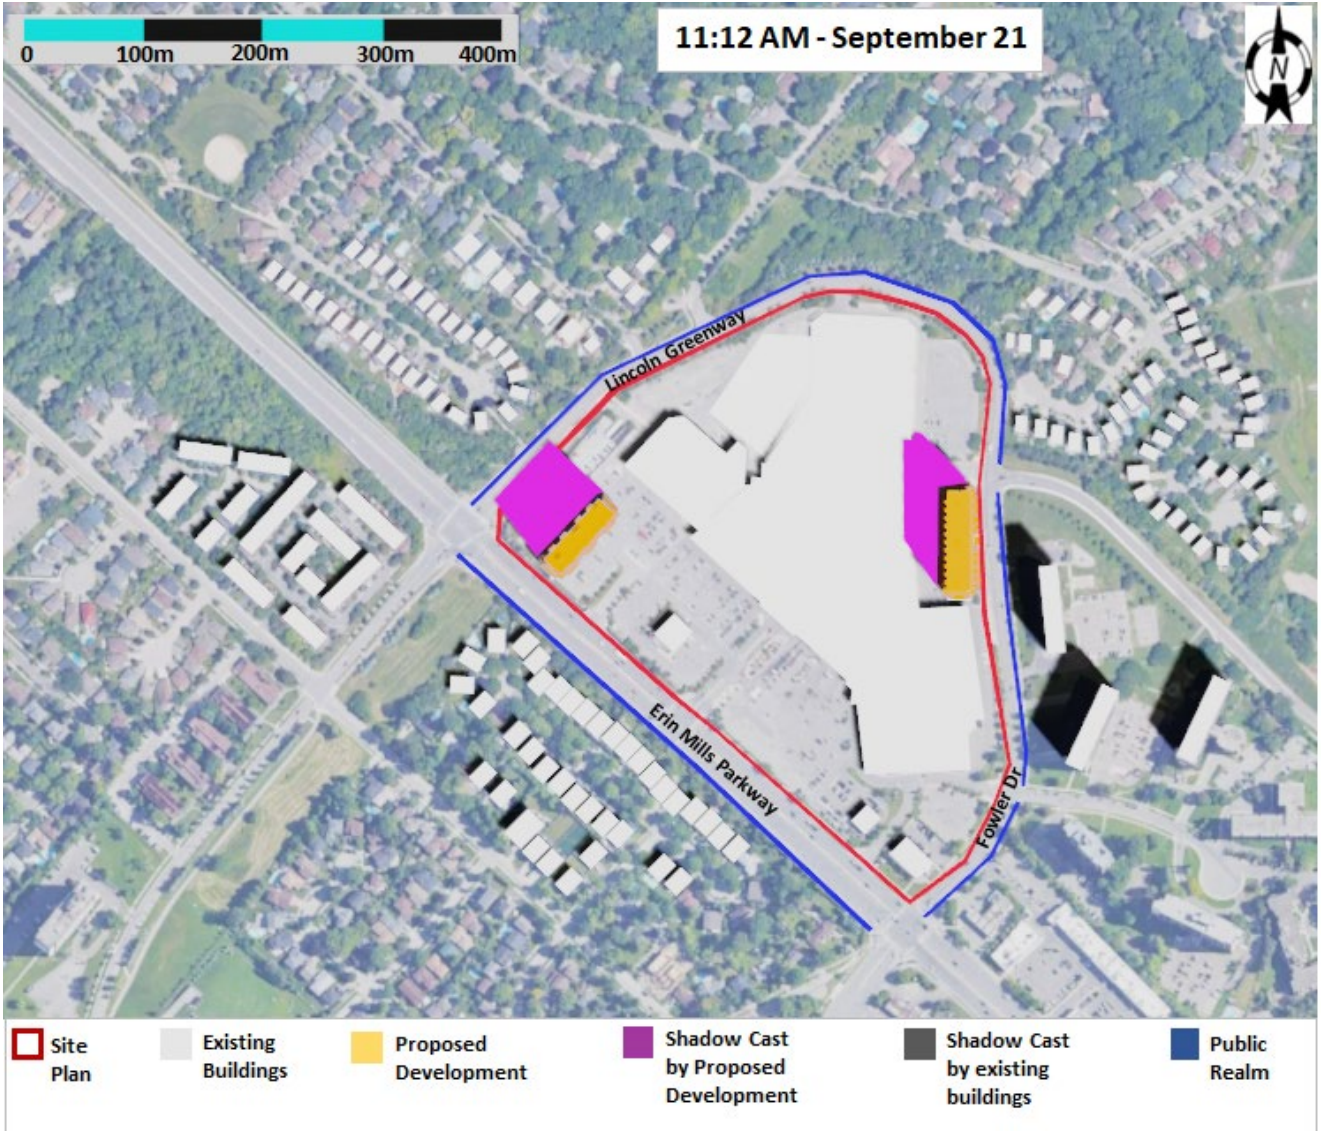 0 100m 200m 300m 400m
11:12 AM - September 21
N
Lincoln Greenway
Erin Mills Parkway
Fowler Dr
Site
Plan
Existing
Buildings
Proposed
Development
Shadow Cast
by Proposed
Development
Shadow Cast
by existing
buildings
Public
Realm